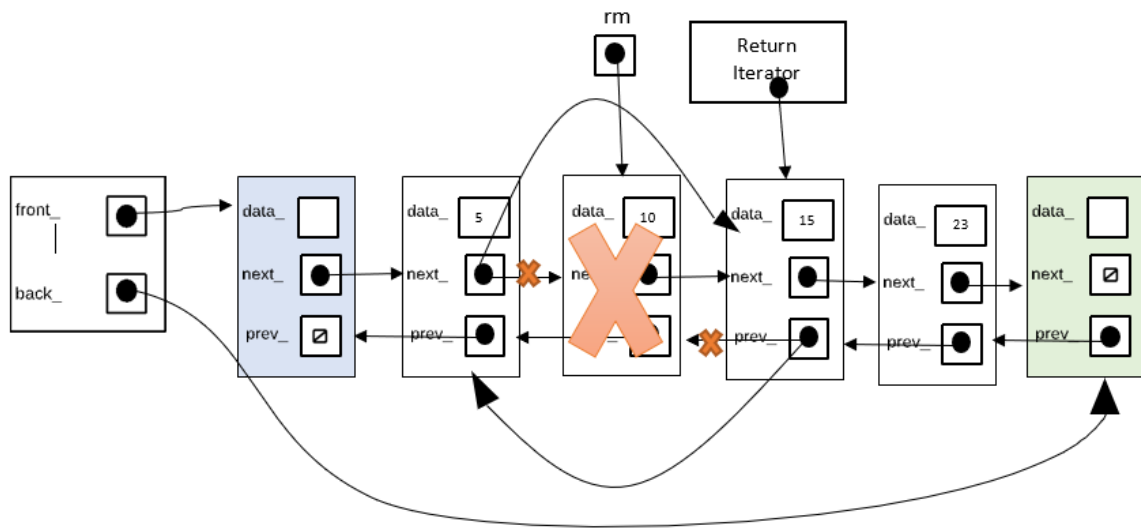 rm
Return
Iterator
front_
back_
data_
next_
prev_
data_ 5
next_
prev_
data_ 10
data_ 15
next_
prev_
data_ 23
next_
prev_
data_
next_
prev_